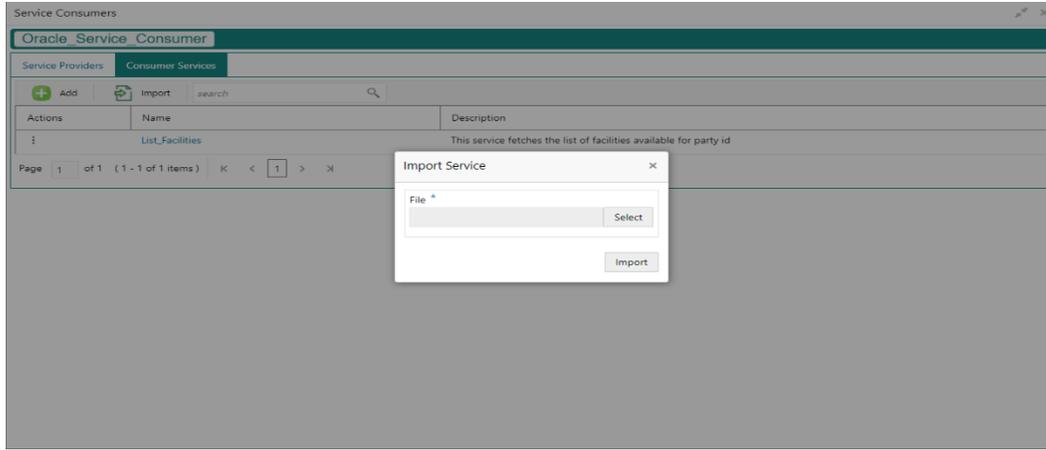 Service Consumers
Oracle_Service_Consumer
Service Providers Consumer Services
Add Import search
Actions Name Description
List_Facilities This service fetches the list of facilities available for party id
Page 1 of 1 (1 - 1 of 1 items) K < 1 > >|
Import Service ×
File *
Select
Import